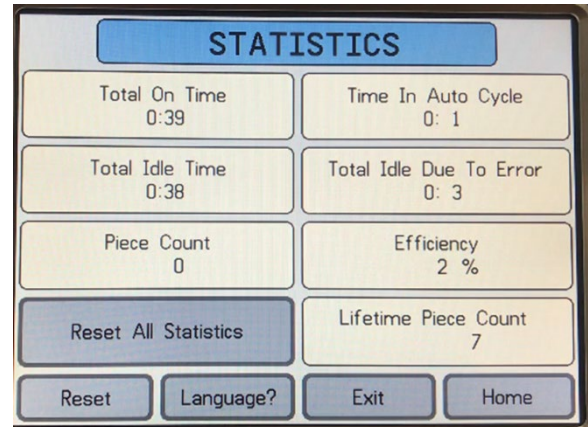 STATISTICS
Total On Time
0:39
Time In Auto Cycle
0: 1
Total Idle Time
0:38
Total Idle Due To Error
0: 3
Piece Count
0
Efficiency
2 %
Reset All Statistics
Lifetime Piece Count
7
Reset
Language?
Exit
Home